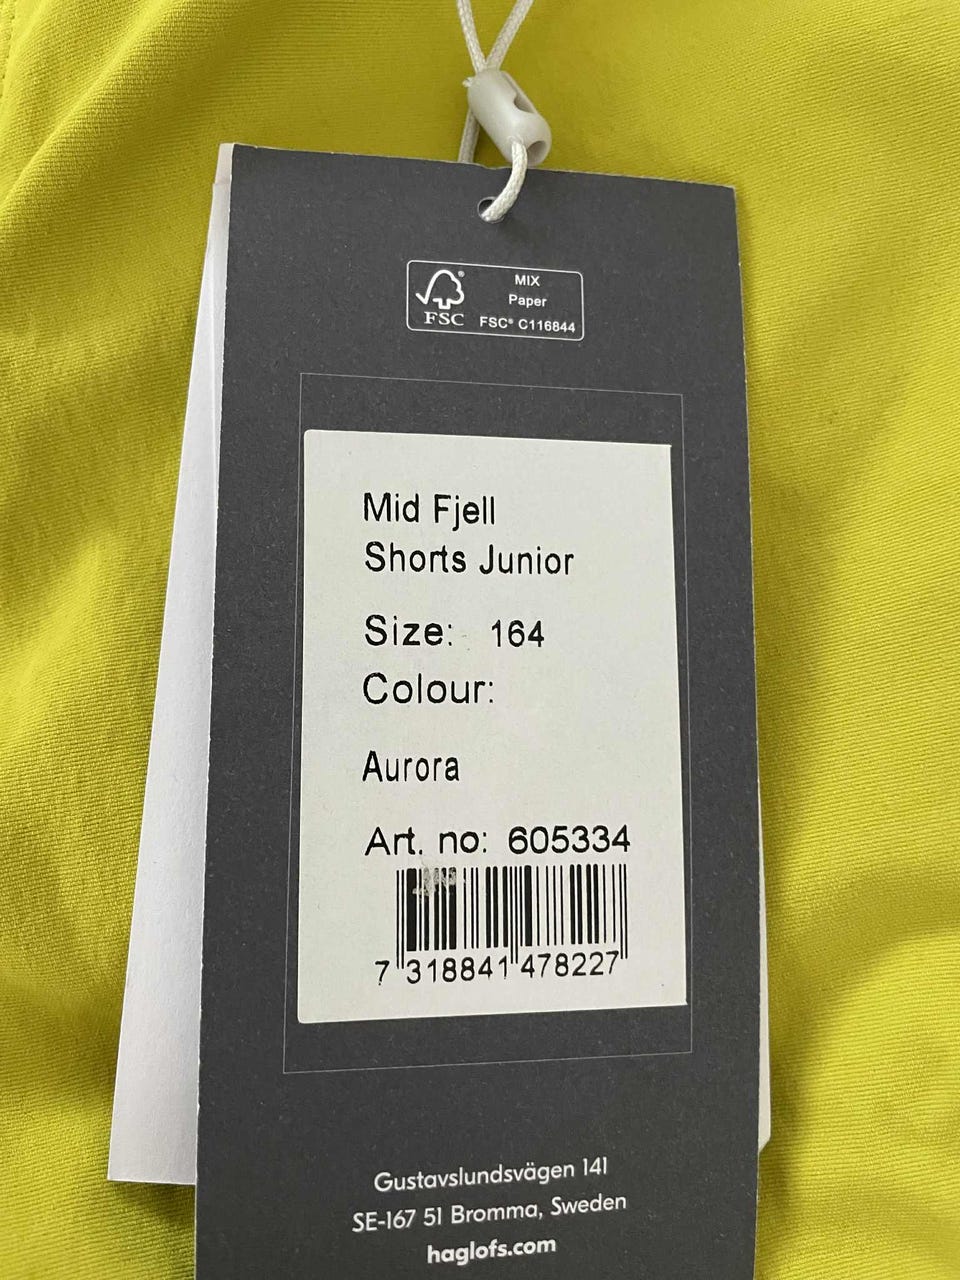 MIX
Paper
FSC® C116844
FSC
Mid Fjell
Shorts Junior
Size: 164
Colour:
Aurora
Art. no: 605334
7 318841 478227
Gustavslundsvägen 141
SE-167 51 Bromma, Sweden
haglofs.com